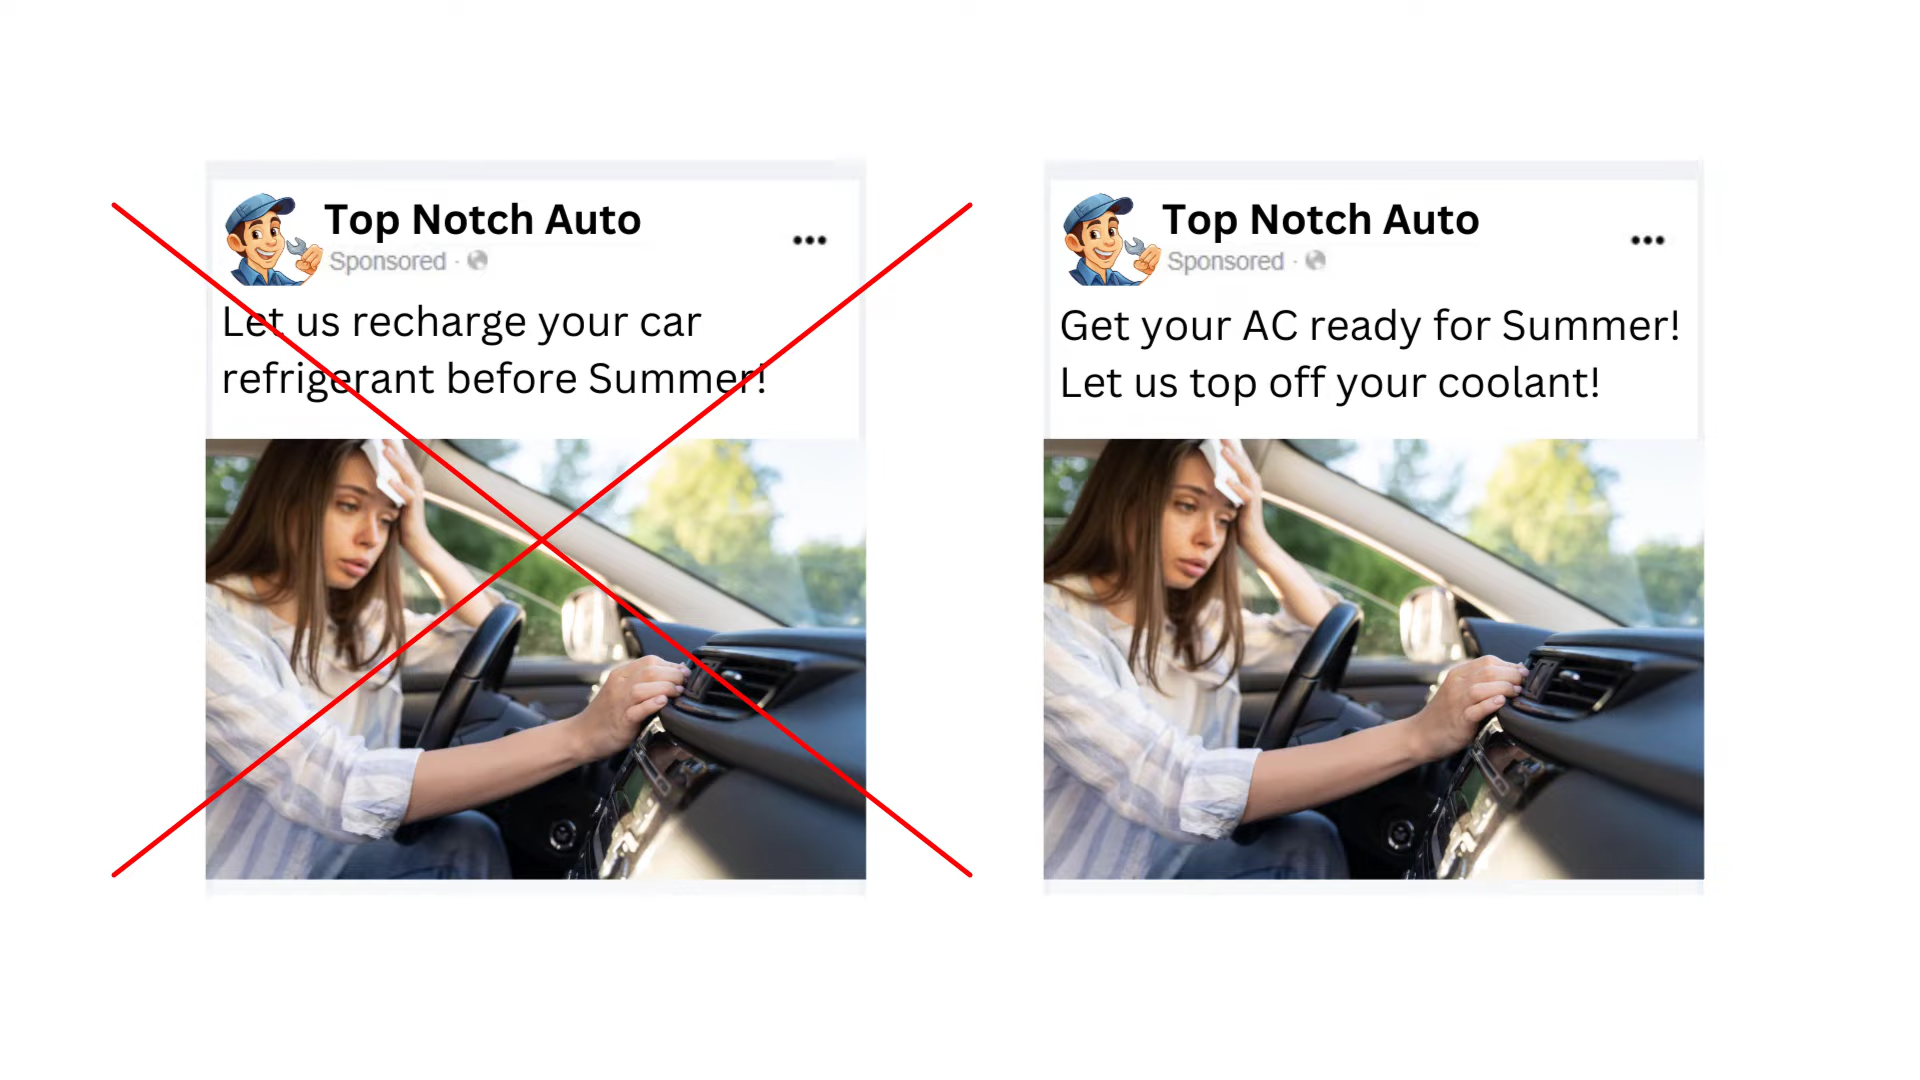 Top Notch Auto
Sponsored ·
Let us recharge your car
refrigerant before Summer!
Top Notch Auto
Sponsored ·
Get your AC ready for Summer!
Let us top off your coolant!